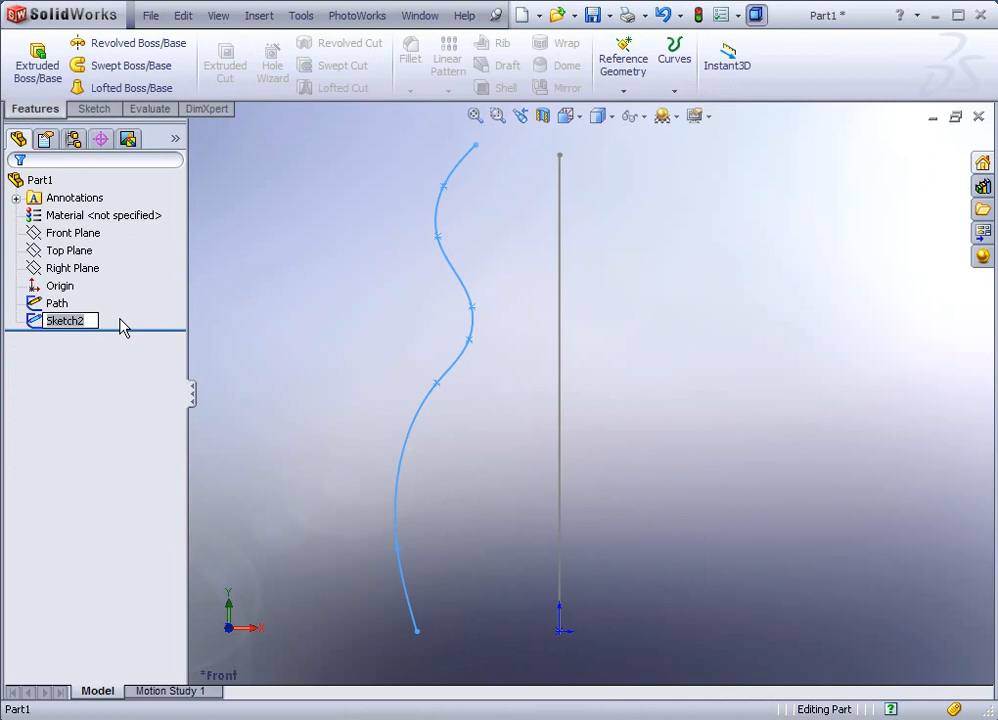 SolidWorks File Edit View Insert Tools PhotoWorks Window Help Part1 * ?
Extruded Boss/Base
Revolved Boss/Base
Swept Boss/Base
Lofted Boss/Base
Extruded Cut
Hole Wizard
Revolved Cut
Swept Cut
Lofted Cut
Fillet
Linear Pattern
Rib
Draft
Shell
Wrap
Dome
Mirror
Reference Geometry
Curves
Instant3D
Features Sketch Evaluate DimXpert
»
Part1
A Annotations
Material <not specified>
Front Plane
Top Plane
Right Plane
Origin
Path
Sketch2
Y
X
*Front
Model Motion Study 1
Part1 Editing Part ?